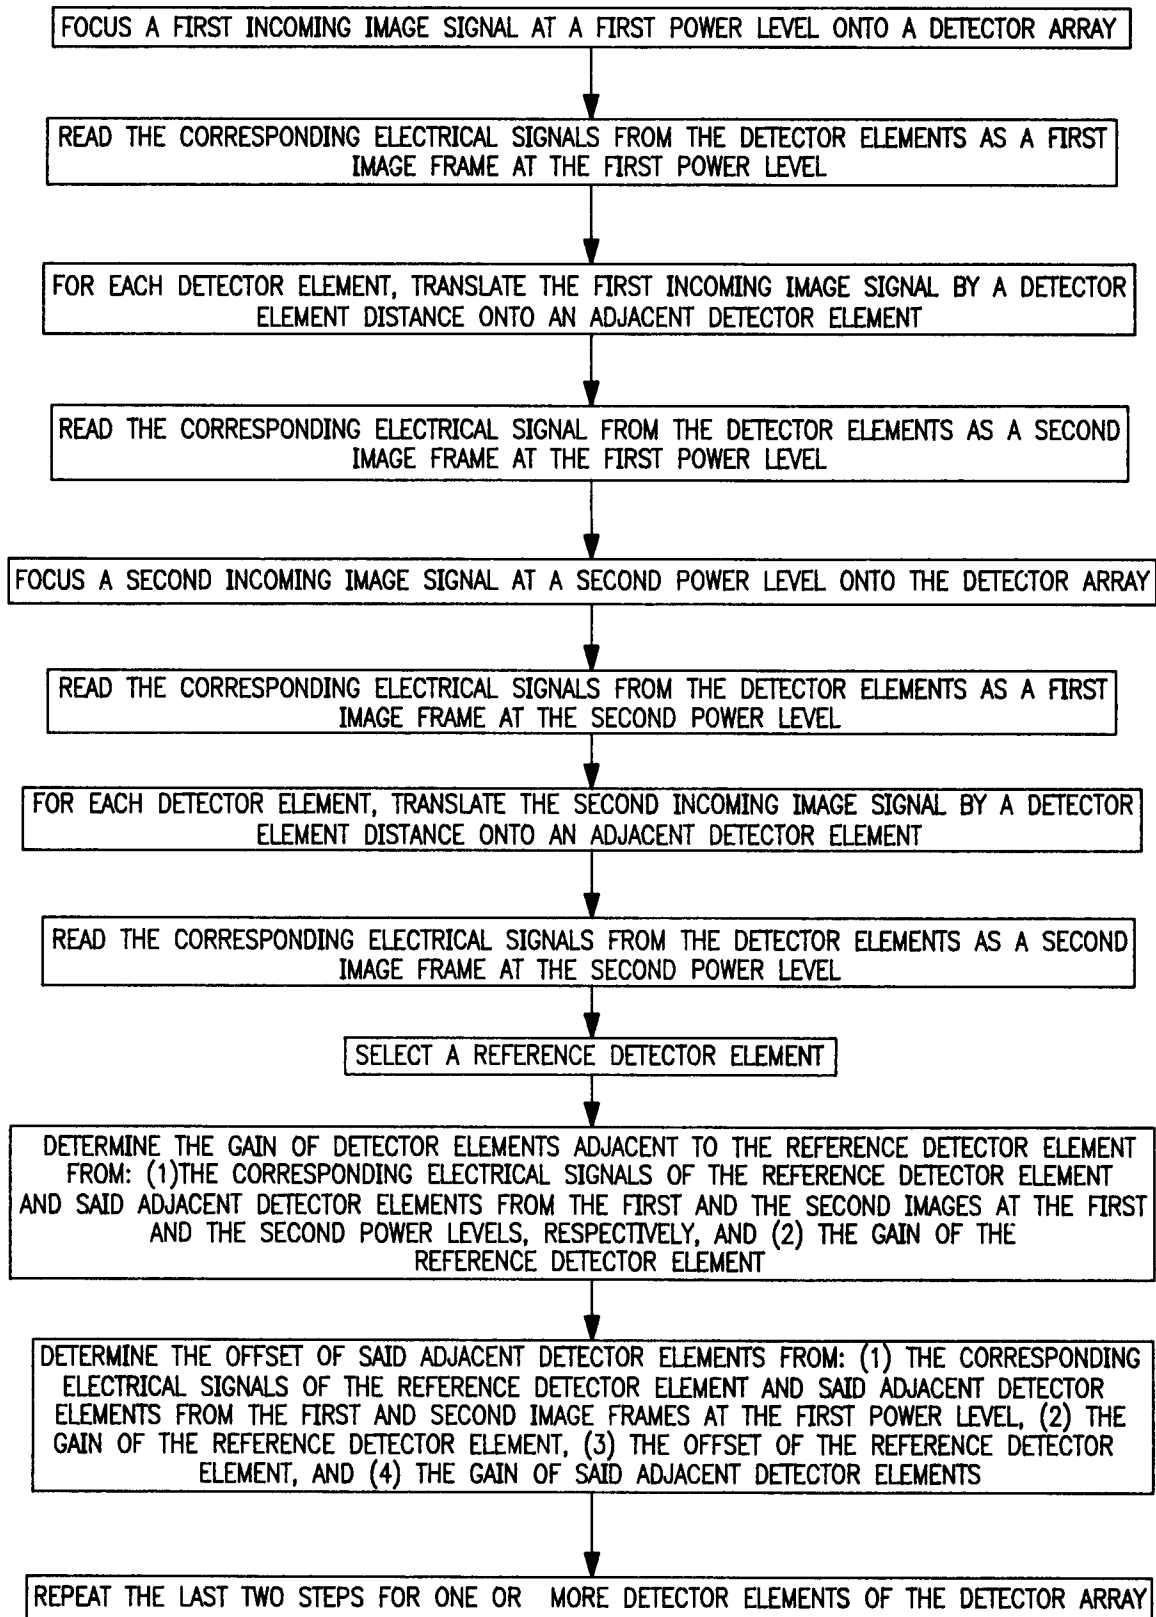 FOCUS A FIRST INCOMING IMAGE SIGNAL AT A FIRST POWER LEVEL ONTO A DETECTOR ARRAY
READ THE CORRESPONDING ELECTRICAL SIGNALS FROM THE DETECTOR ELEMENTS AS A FIRST
IMAGE FRAME AT THE FIRST POWER LEVEL
FOR EACH DETECTOR ELEMENT, TRANSLATE THE FIRST INCOMING IMAGE SIGNAL BY A DETECTOR
ELEMENT DISTANCE ONTO AN ADJACENT DETECTOR ELEMENT
READ THE CORRESPONDING ELECTRICAL SIGNAL FROM THE DETECTOR ELEMENTS AS A SECOND
IMAGE FRAME AT THE FIRST POWER LEVEL
FOCUS A SECOND INCOMING IMAGE SIGNAL AT A SECOND POWER LEVEL ONTO THE DETECTOR ARRAY
READ THE CORRESPONDING ELECTRICAL SIGNALS FROM THE DETECTOR ELEMENTS AS A FIRST
IMAGE FRAME AT THE SECOND POWER LEVEL
FOR EACH DETECTOR ELEMENT, TRANSLATE THE SECOND INCOMING IMAGE SIGNAL BY A DETECTOR
ELEMENT DISTANCE ONTO AN ADJACENT DETECTOR ELEMENT
READ THE CORRESPONDING ELECTRICAL SIGNALS FROM THE DETECTOR ELEMENTS AS A SECOND
IMAGE FRAME AT THE SECOND POWER LEVEL
SELECT A REFERENCE DETECTOR ELEMENT
DETERMINE THE GAIN OF DETECTOR ELEMENTS ADJACENT TO THE REFERENCE DETECTOR ELEMENT
FROM: (1)THE CORRESPONDING ELECTRICAL SIGNALS OF THE REFERENCE DETECTOR ELEMENT
AND SAID ADJACENT DETECTOR ELEMENTS FROM THE FIRST AND THE SECOND IMAGES AT THE FIRST
AND THE SECOND POWER LEVELS, RESPECTIVELY, AND (2) THE GAIN OF THE
REFERENCE DETECTOR ELEMENT
DETERMINE THE OFFSET OF SAID ADJACENT DETECTOR ELEMENTS FROM: (1) THE CORRESPONDING
ELECTRICAL SIGNALS OF THE REFERENCE DETECTOR ELEMENT AND SAID ADJACENT DETECTOR
ELEMENTS FROM THE FIRST AND SECOND IMAGE FRAMES AT THE FIRST POWER LEVEL, (2) THE
GAIN OF THE REFERENCE DETECTOR ELEMENT, (3) THE OFFSET OF THE REFERENCE DETECTOR
ELEMENT, AND (4) THE GAIN OF SAID ADJACENT DETECTOR ELEMENTS
REPEAT THE LAST TWO STEPS FOR ONE OR MORE DETECTOR ELEMENTS OF THE DETECTOR ARRAY